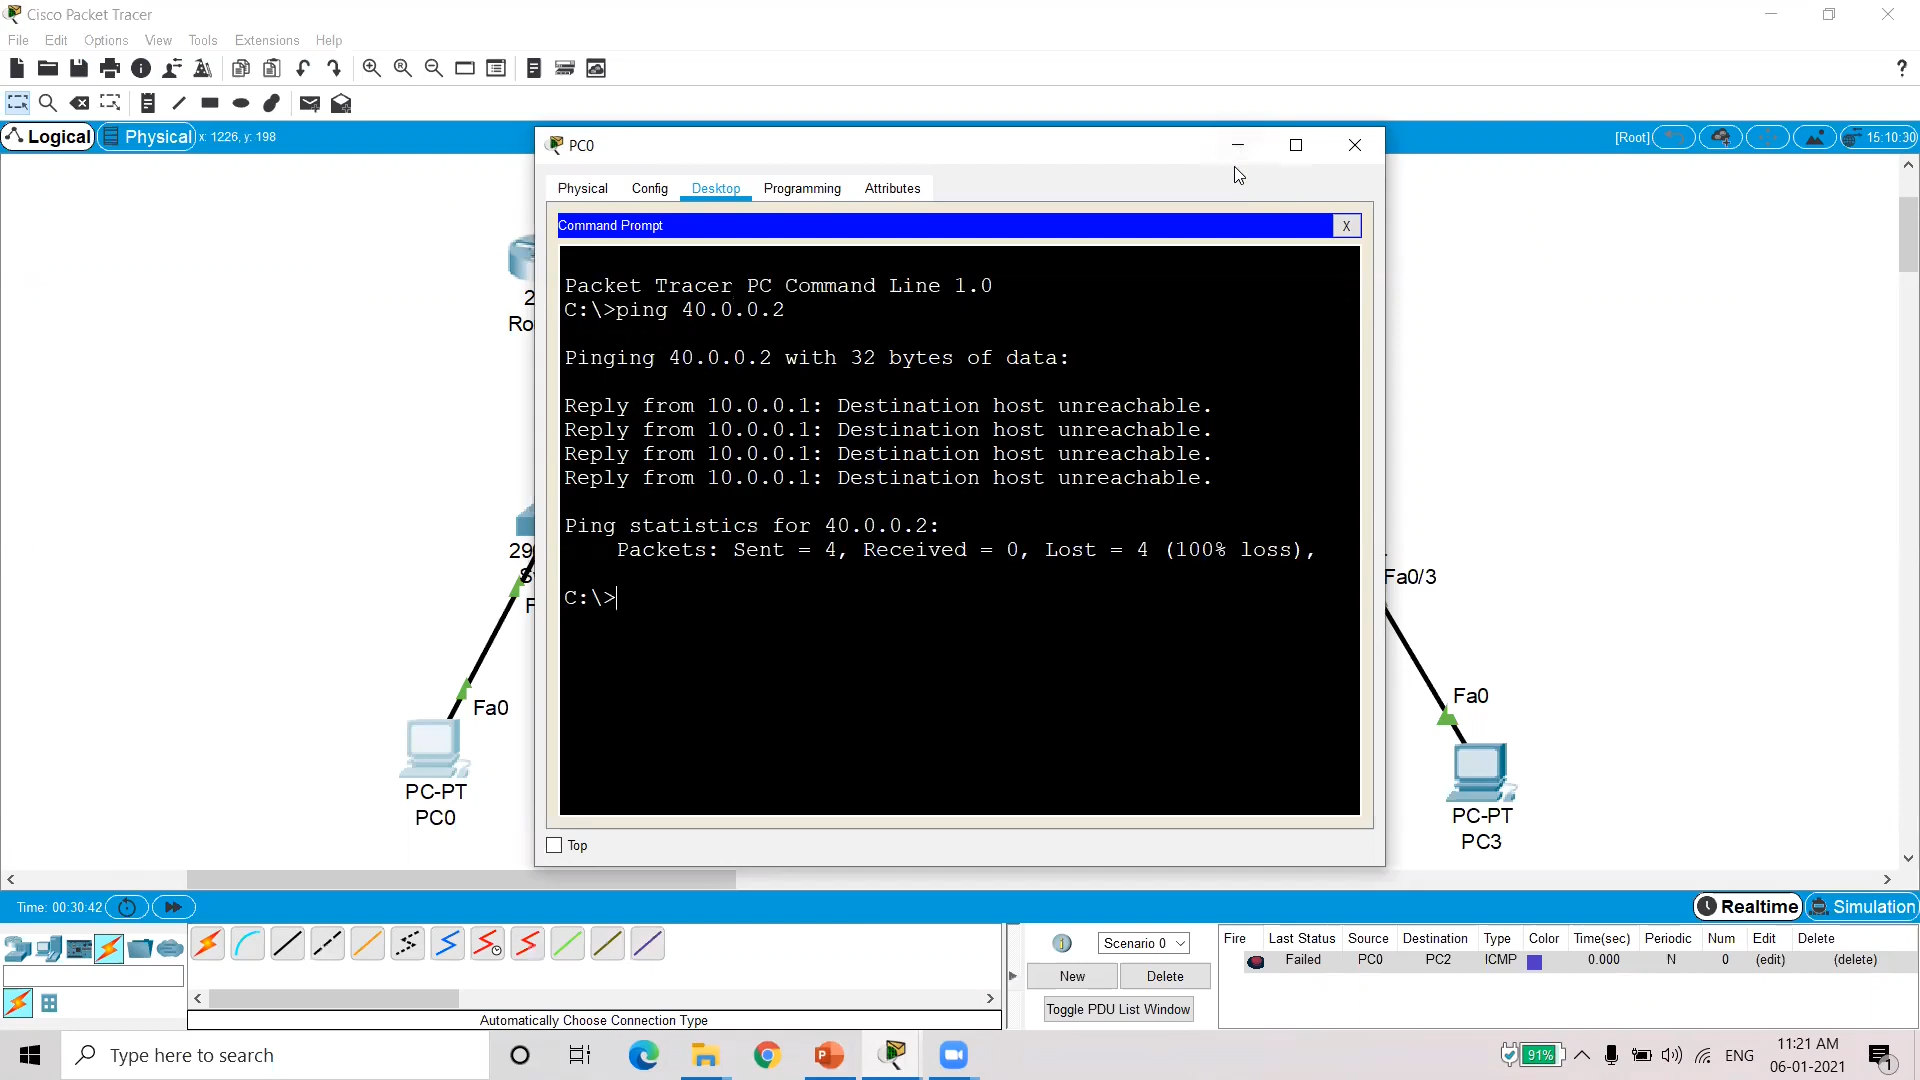 Cisco Packet Tracer
File Edit Options View Tools Extensions Help
?
Logical Physical x: 1226, y: 198
[Root] 15:10:30
PC0
Physical Config Desktop Programming Attributes
Command Prompt X
Packet Tracer PC Command Line 1.0
C:\>ping 40.0.0.2
Pinging 40.0.0.2 with 32 bytes of data:
Reply from 10.0.0.1: Destination host unreachable.
Reply from 10.0.0.1: Destination host unreachable.
Reply from 10.0.0.1: Destination host unreachable.
Reply from 10.0.0.1: Destination host unreachable.
Ping statistics for 40.0.0.2:
Packets: Sent = 4, Received = 0, Lost = 4 (100% loss),
C:\>
Top
2
Ro
29
S
F
Fa0
PC-PT
PC0
Fa0/3
Fa0
PC-PT
PC3
Time: 00:30:42
Realtime Simulation
Scenario 0
New Delete
Toggle PDU List Window
Fire Last Status Source Destination Type Color Time(sec) Periodic Num Edit Delete
Failed PC0 PC2 ICMP 0.000 N 0 (edit) (delete)
Automatically Choose Connection Type
Type here to search
91%
ENG
11:21 AM
06-01-2021
1